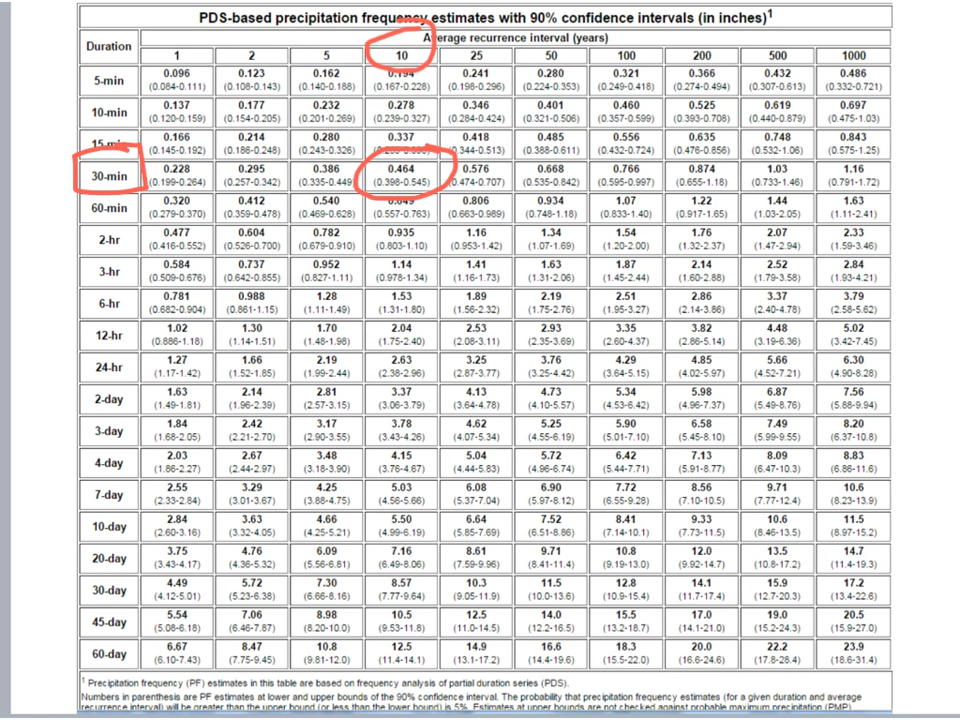 PDS-based precipitation frequency estimates with 90% confidence intervals (in inches)1
Duration Average recurrence interval (years)
1 2 5 10 25 50 100 200 500 1000
5-min 0.096 0.123 0.162 0.194 0.241 0.280 0.321 0.366 0.432 0.486
(0.084-0.111) (0.108-0.143) (0.140-0.188) (0.167-0.228) (0.198-0.296) (0.224-0.353) (0.249-0.418) (0.274-0.494) (0.307-0.613) (0.332-0.721)
10-min 0.137 0.177 0.232 0.278 0.346 0.401 0.460 0.525 0.619 0.697
(0.120-0.159) (0.154-0.205) (0.201-0.269) (0.239-0.327) (0.284-0.424) (0.321-0.506) (0.357-0.599) (0.393-0.708) (0.440-0.879) (0.475-1.03)
15-min 0.166 0.214 0.280 0.337 0.418 0.485 0.556 0.635 0.748 0.843
(0.145-0.192) (0.186-0.248) (0.243-0.326) (0.344-0.513) (0.388-0.611) (0.432-0.724) (0.476-0.856) (0.532-1.06) (0.575-1.25)
30-min 0.228 0.295 0.386 0.464 0.576 0.668 0.766 0.874 1.03 1.16
(0.199-0.264) (0.257-0.342) (0.335-0.449 (0.398-0.545) (0.474-0.707) (0.535-0.842) (0.595-0.997) (0.655-1.18) (0.733-1.46) (0.791-1.72)
60-min 0.320 0.412 0.540 0.649 0.806 0.934 1.07 1.22 1.44 1.63
(0.279-0.370) (0.359-0.478) (0.469-0.628) (0.557-0.763) (0.663-0.989) (0.748-1.18) (0.833-1.40) (0.917-1.65) (1.03-2.05) (1.11-2.41)
2-hr 0.477 0.604 0.782 0.935 1.16 1.34 1.54 1.76 2.07 2.33
(0.416-0.552) (0.526-0.700) (0.679-0.910) (0.803-1.10) (0.953-1.42) (1.07-1.69) (1.20-2.00) (1.32-2.37) (1.47-2.94) (1.59-3.46)
3-hr 0.584 0.737 0.952 1.14 1.41 1.63 1.87 2.14 2.52 2.84
(0.509-0.676) (0.642-0.855) (0.827-1.11) (0.978-1.34) (1.16-1.73) (1.31-2.06) (1.45-2.44) (1.60-2.88) (1.79-3.58) (1.93-4.21)
6-hr 0.781 0.988 1.28 1.53 1.89 2.19 2.51 2.86 3.37 3.79
(0.682-0.904) (0.861-1.15) (1.11-1.49) (1.31-1.80) (1.56-2.32) (1.75-2.76) (1.95-3.27) (2.14-3.86) (2.40-4.78) (2.58-5.62)
12-hr 1.02 1.30 1.70 2.04 2.53 2.93 3.35 3.82 4.48 5.02
(0.886-1.18) (1.14-1.51) (1.48-1.98) (1.75-2.40) (2.08-3.11) (2.35-3.69) (2.60-4.37) (2.86-5.14) (3.19-6.36) (3.42-7.45)
24-hr 1.27 1.66 2.19 2.63 3.25 3.76 4.29 4.85 5.66 6.30
(1.17-1.42) (1.52-1.85) (1.99-2.44) (2.38-2.96) (2.87-3.77) (3.25-4.42) (3.64-5.15) (4.02-5.97) (4.52-7.21) (4.90-8.28)
2-day 1.63 2.14 2.81 3.37 4.13 4.73 5.34 5.98 6.87 7.56
(1.49-1.81) (1.96-2.39) (2.57-3.15) (3.06-3.79) (3.64-4.78) (4.10-5.57) (4.53-6.42) (4.96-7.37) (5.49-8.76) (5.88-9.94)
3-day 1.84 2.42 3.17 3.78 4.62 5.25 5.90 6.58 7.49 8.20
(1.68-2.05) (2.21-2.70) (2.90-3.55) (3.43-4.26) (4.07-5.34) (4.55-6.19) (5.01-7.10) (5.45-8.10) (5.99-9.55) (6.37-10.8)
4-day 2.03 2.67 3.48 4.15 5.04 5.72 6.42 7.13 8.09 8.83
(1.86-2.27) (2.44-2.97) (3.18-3.90) (3.76-4.67) (4.44-5.83) (4.96-6.74) (5.44-7.71) (5.91-8.77) (6.47-10.3) (6.86-11.6)
7-day 2.55 3.29 4.25 5.03 6.08 6.90 7.72 8.56 9.71 10.6
(2.33-2.84) (3.01-3.67) (3.88-4.75) (4.56-5.66) (5.37-7.04) (5.97-8.12) (6.55-9.28) (7.10-10.5) (7.77-12.4) (8.23-13.9)
10-day 2.84 3.63 4.66 5.50 6.64 7.52 8.41 9.33 10.6 11.5
(2.60-3.16) (3.32-4.05) (4.25-5.21) (4.99-6.19) (5.85-7.69) (6.51-8.86) (7.14-10.1) (7.73-11.5) (8.46-13.5) (8.97-15.2)
20-day 3.75 4.76 6.09 7.16 8.61 9.71 10.8 12.0 13.5 14.7
(3.43-4.17) (4.36-5.32) (5.56-6.81) (6.49-8.06) (7.59-9.96) (8.41-11.4) (9.19-13.0) (9.92-14.7) (10.8-17.2) (11.4-19.3)
30-day 4.49 5.72 7.30 8.57 10.3 11.5 12.8 14.1 15.9 17.2
(4.12-5.01) (5.23-6.38) (6.66-8.16) (7.77-9.64) (9.05-11.9) (10.0-13.6) (10.9-15.4) (11.7-17.4) (12.7-20.3) (13.4-22.6)
45-day 5.54 7.06 8.98 10.5 12.5 14.0 15.5 17.0 19.0 20.5
(5.08-6.18) (6.46-7.87) (8.20-10.0) (9.53-11.8) (11.0-14.5) (12.2-16.5) (13.2-18.7) (14.1-21.0) (15.2-24.3) (15.9-27.0)
60-day 6.67 8.47 10.8 12.5 14.9 16.6 18.3 20.0 22.2 23.9
(6.10-7.43) (7.75-9.45) (9.81-12.0) (11.4-14.1) (13.1-17.2) (14.4-19.6) (15.5-22.0) (16.6-24.6) (17.8-28.4) (18.6-31.4)
1 Precipitation frequency (PF) estimates in this table are based on frequency analysis of partial duration series (PDS).
Numbers in parenthesis are PF estimates at lower and upper bounds of the 90% confidence interval. The probability that precipitation frequency estimates (for a given duration and average
recurrence interval) will be greater than the upper bound (or less than the lower bound) is 5%. Estimates at upper bounds are not checked against probable maximum precipitation (PMP)